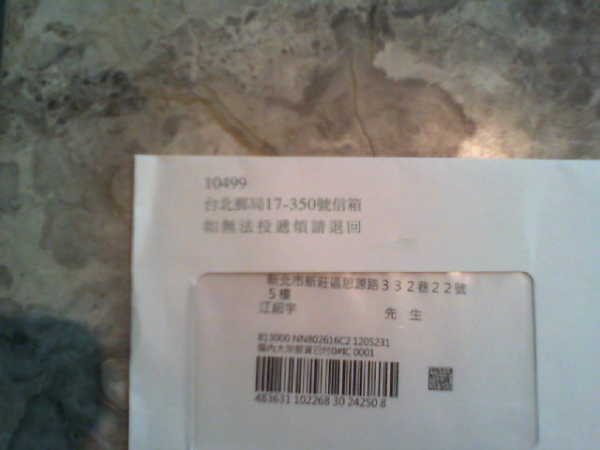 10499
台北郵局17-350號信箱
如無法投遞煩請退回
新北市新莊區思源路332巷22號
5樓
江紹宇 先 生
813000 NN802616C2 1205231
國內大宗郵資已付0#IC 0001
483631 102268 30 24250 8